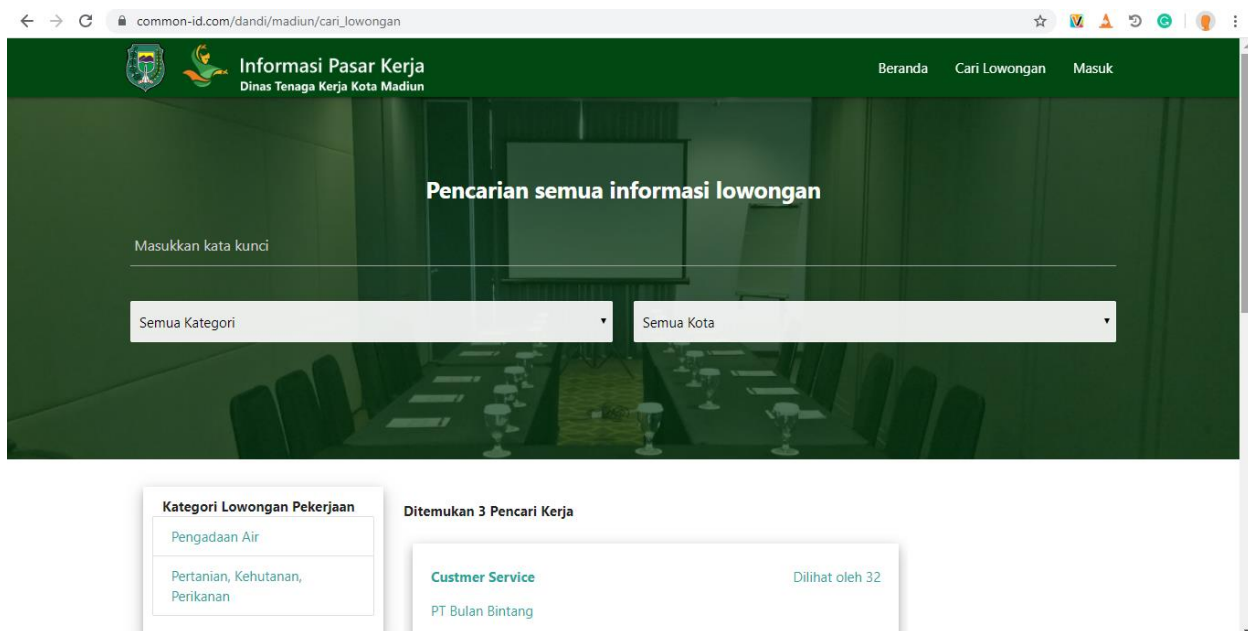 common-id.com/dandi/madiun/cari_lowongan
Informasi Pasar Kerja
Dinas Tenaga Kerja Kota Madiun
Beranda
Cari Lowongan
Masuk
Pencarian semua informasi lowongan
Masukkan kata kunci
Semua Kategori
Semua Kota
Kategori Lowongan Pekerjaan
Pengadaan Air
Pertanian, Kehutanan,
Perikanan
Ditemukan 3 Pencari Kerja
Custmer Service
Dilihat oleh 32
PT Bulan Bintang